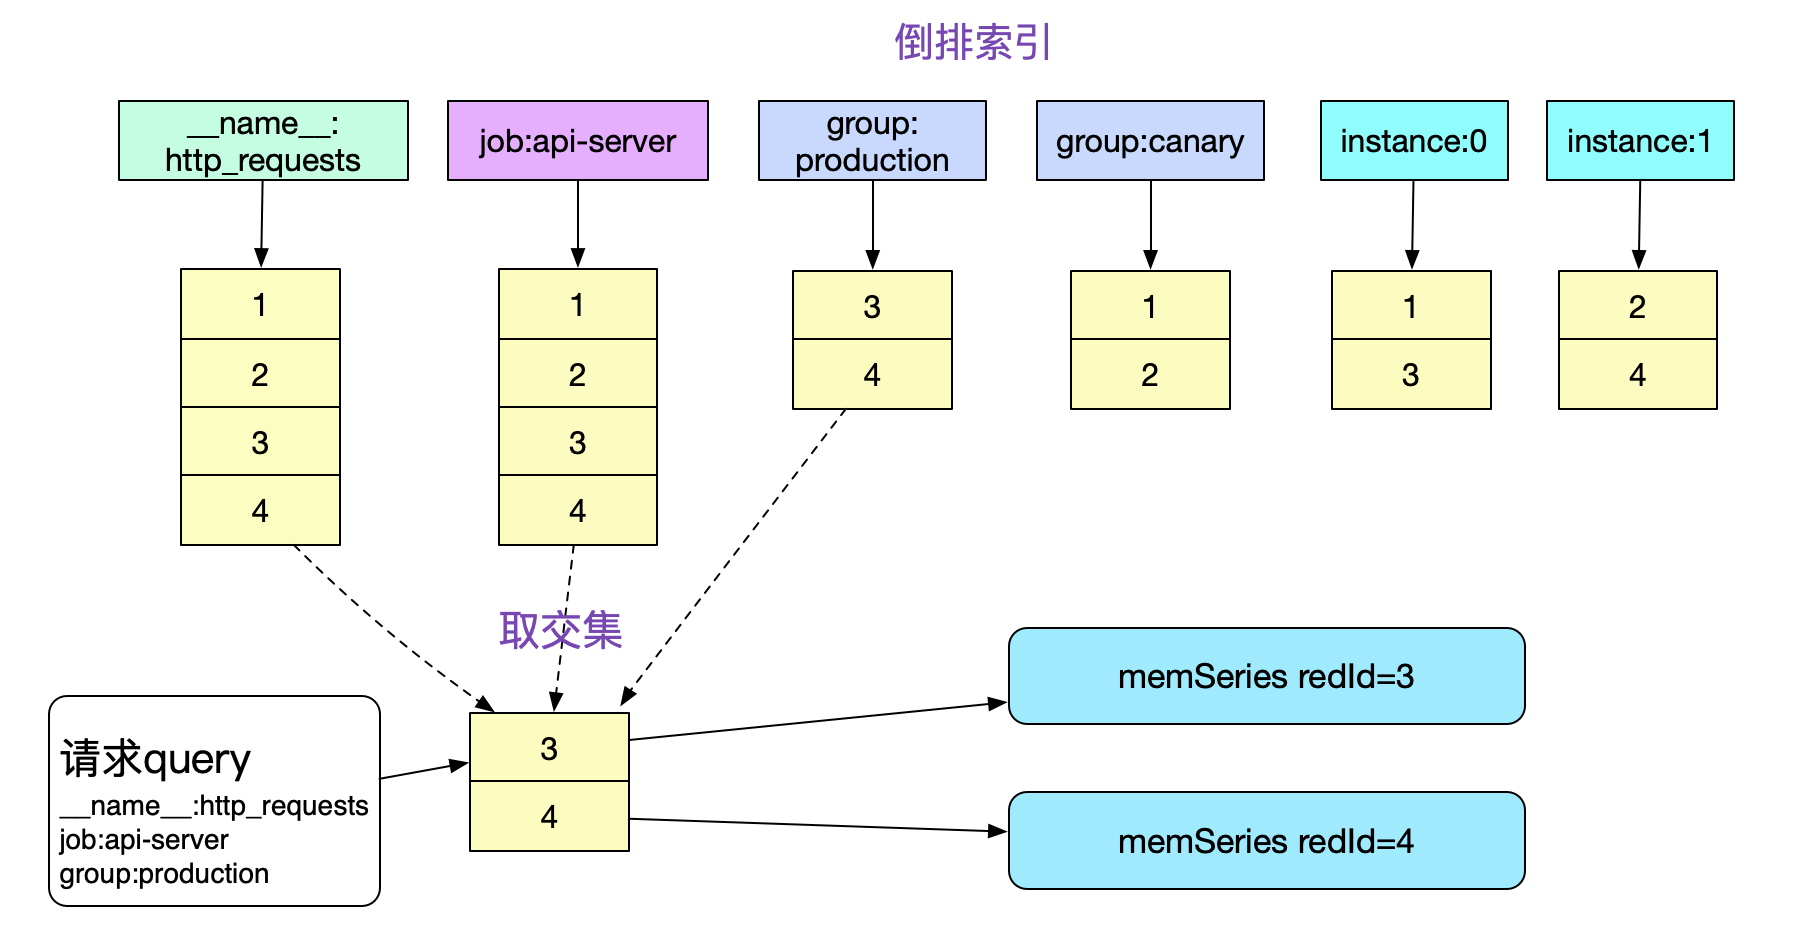 倒排索引
__name__:
http_requests
job:api-server
group:
production
group:canary
instance:0
instance:1
1
2
3
4
1
2
3
4
3
4
1
2
1
3
2
4
取交集
请求query
__name__:http_requests
job:api-server
group:production
3
4
memSeries redId=3
memSeries redId=4